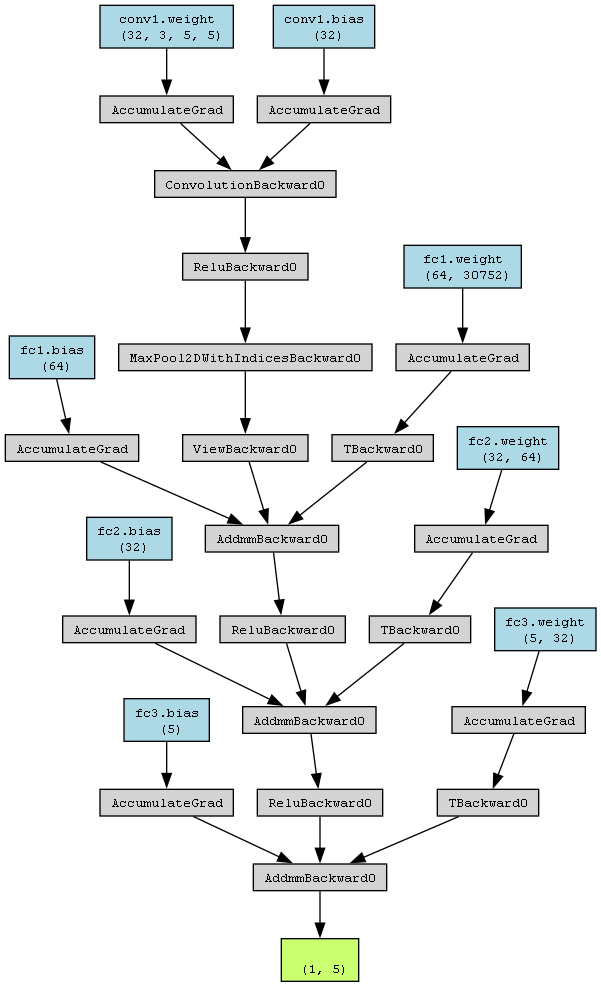 conv1.weight
(32, 3, 5, 5)
conv1.bias
(32)
AccumulateGrad
AccumulateGrad
ConvolutionBackward0
ReluBackward0
fc1.weight
(64, 30752)
fc1.bias
(64)
MaxPool2DWithIndicesBackward0
AccumulateGrad
AccumulateGrad
ViewBackward0
TBackward0
fc2.weight
(32, 64)
fc2.bias
(32)
AddmmBackward0
AccumulateGrad
AccumulateGrad
ReluBackward0
TBackward0
fc3.weight
(5, 32)
fc3.bias
(5)
AddmmBackward0
AccumulateGrad
AccumulateGrad
ReluBackward0
TBackward0
AddmmBackward0
(1, 5)